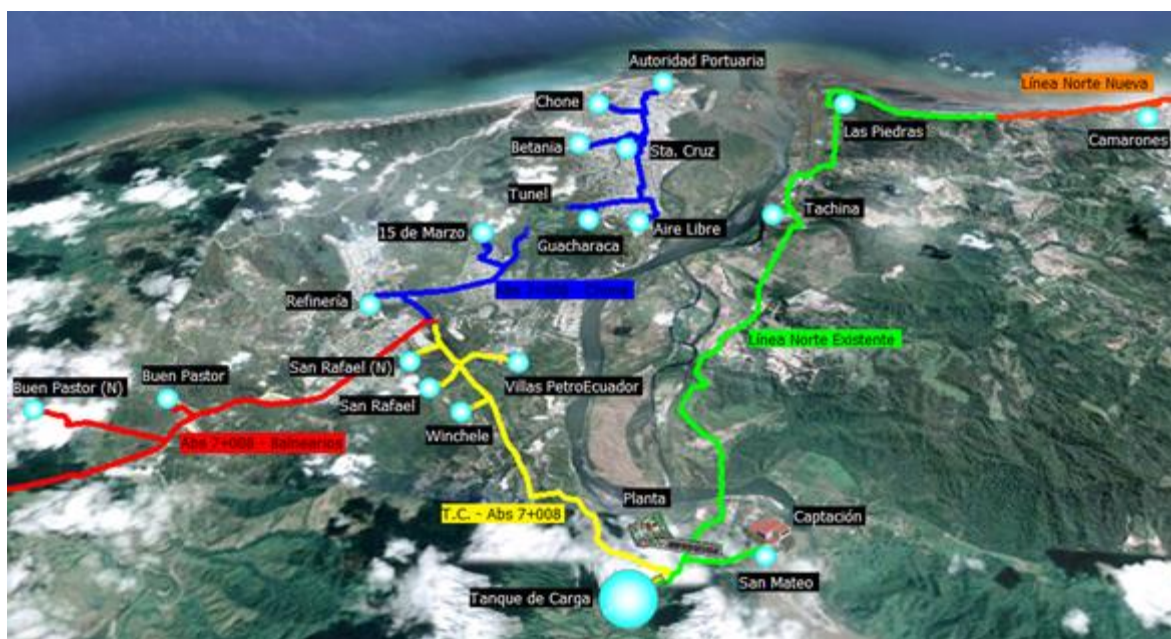 Autoridad Portuaria
Línea Norte Nueva
Chone
Las Piedras
Camarones
Betania
Sta. Cruz
Tunel
Tachina
15 de Marzo
Guacharaca
Aire Libre
Refinería
Línea Norte Existente
San Rafael (N)
Buen Pastor
Villas PetroEcuador
Buen Pastor (N)
San Rafael
Winchele
Abs 7+008 - Balnearios
Planta
T.C. - Abs 7+008
Captación
San Mateo
Tanque de Carga